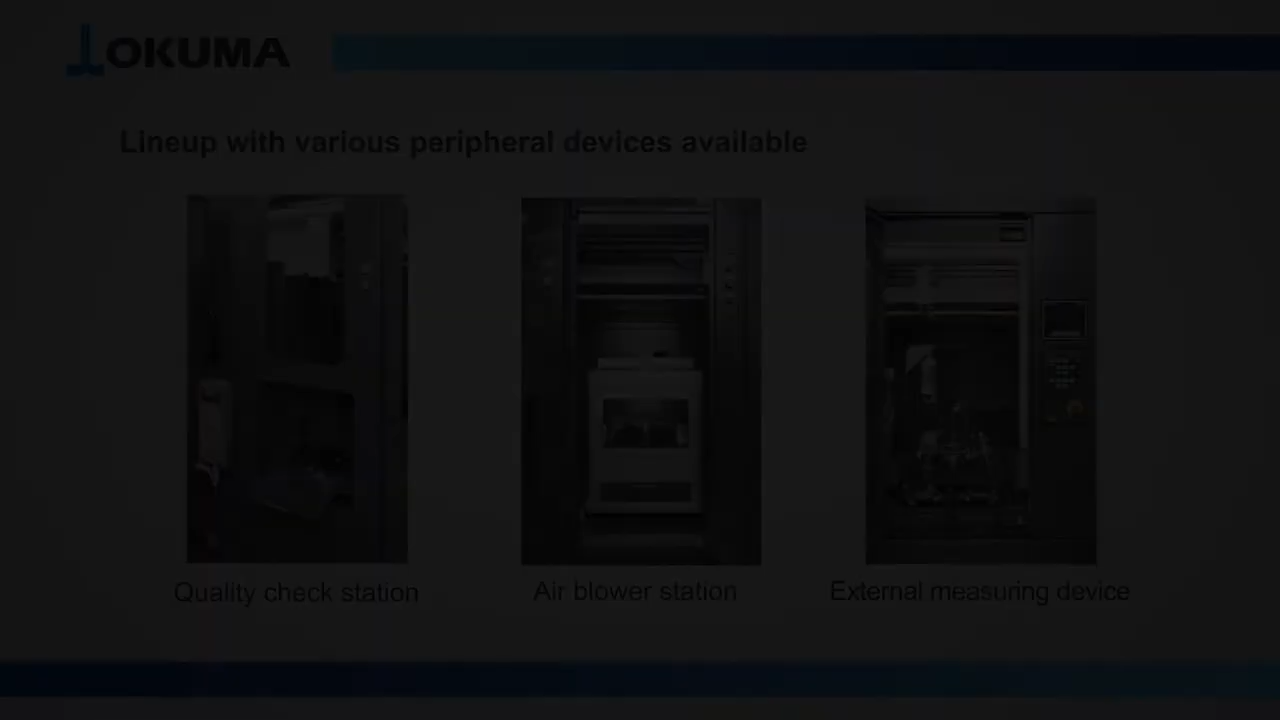 OKUMA
Lineup with various peripheral devices available
Quality check station
Air blower station
External measuring device